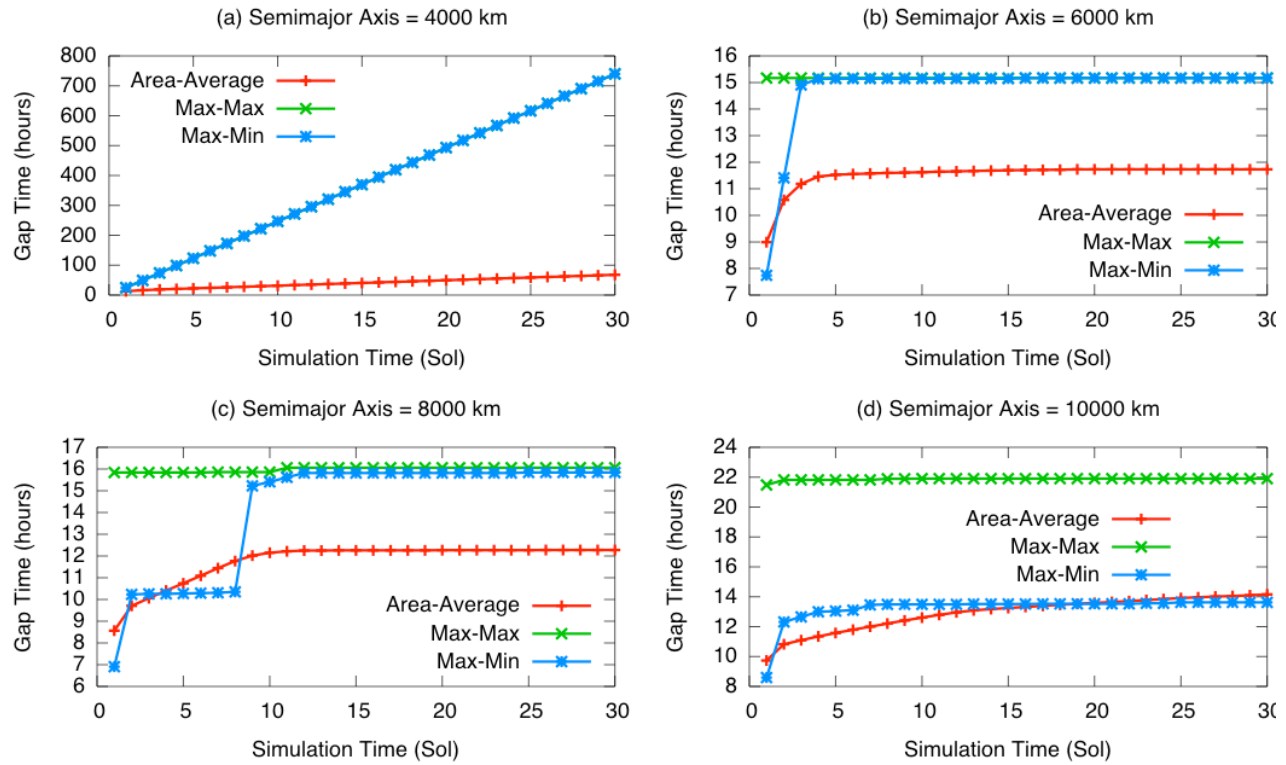 (a) Semimajor Axis = 4000 km
800
700
600
500
400
300
200
100
0
Gap Time (hours)
Area-Average
Max-Max
Max-Min
0 5 10 15 20 25 30
Simulation Time (Sol)
(b) Semimajor Axis = 6000 km
16
15
14
13
12
11
10
9
8
7
Gap Time (hours)
Area-Average
Max-Max
Max-Min
0 5 10 15 20 25 30
Simulation Time (Sol)
(c) Semimajor Axis = 8000 km
17
16
15
14
13
12
11
10
9
8
7
6
Gap Time (hours)
Area-Average
Max-Max
Max-Min
0 5 10 15 20 25 30
Simulation Time (Sol)
(d) Semimajor Axis = 10000 km
24
22
20
18
16
14
12
10
8
Gap Time (hours)
Area-Average
Max-Max
Max-Min
0 5 10 15 20 25 30
Simulation Time (Sol)